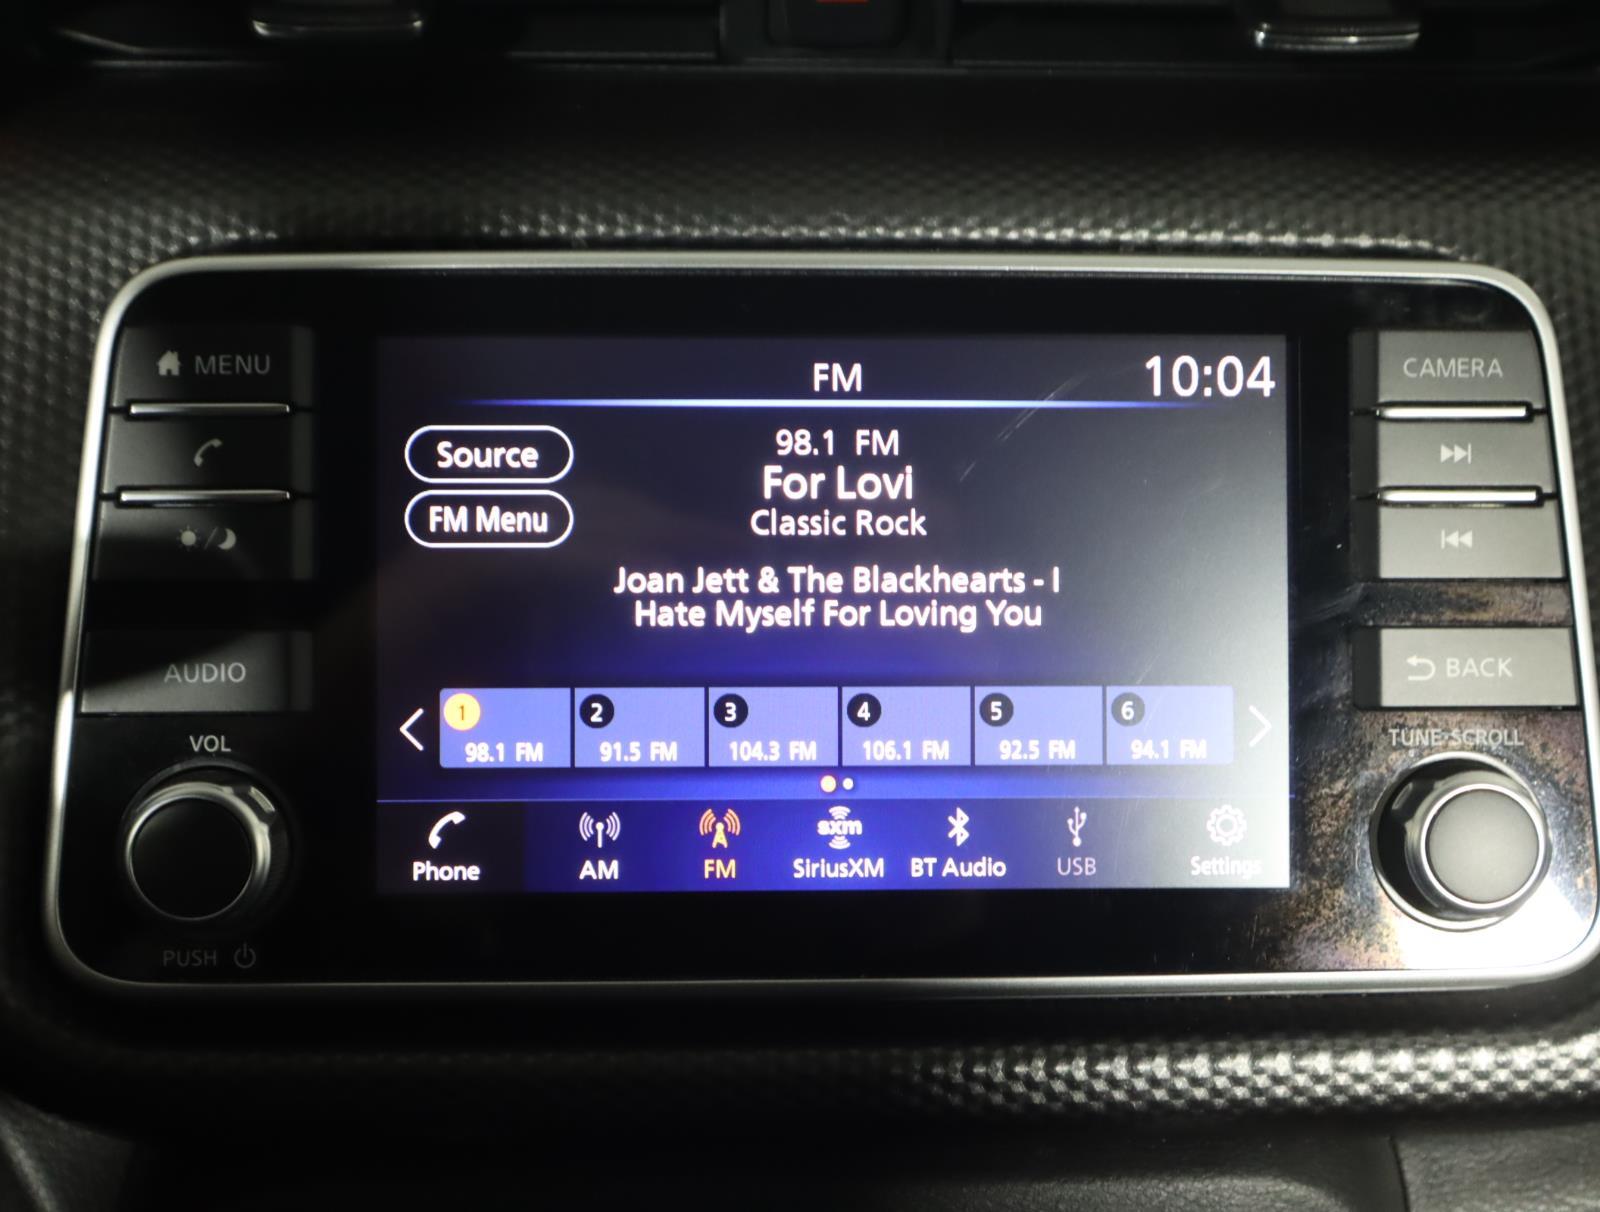 MENU
AUDIO
VOL
PUSH
FM
10:04
Source
FM Menu
98.1 FM
For Lovi
Classic Rock
Joan Jett & The Blackhearts - I
Hate Myself For Loving You
1
98.1 FM
2
91.5 FM
3
104.3 FM
4
106.1 FM
5
92.5 FM
6
94.1 FM
Phone
AM
FM
sxm
SiriusXM
BT Audio
USB
Settings
CAMERA
BACK
TUNE·SCROLL